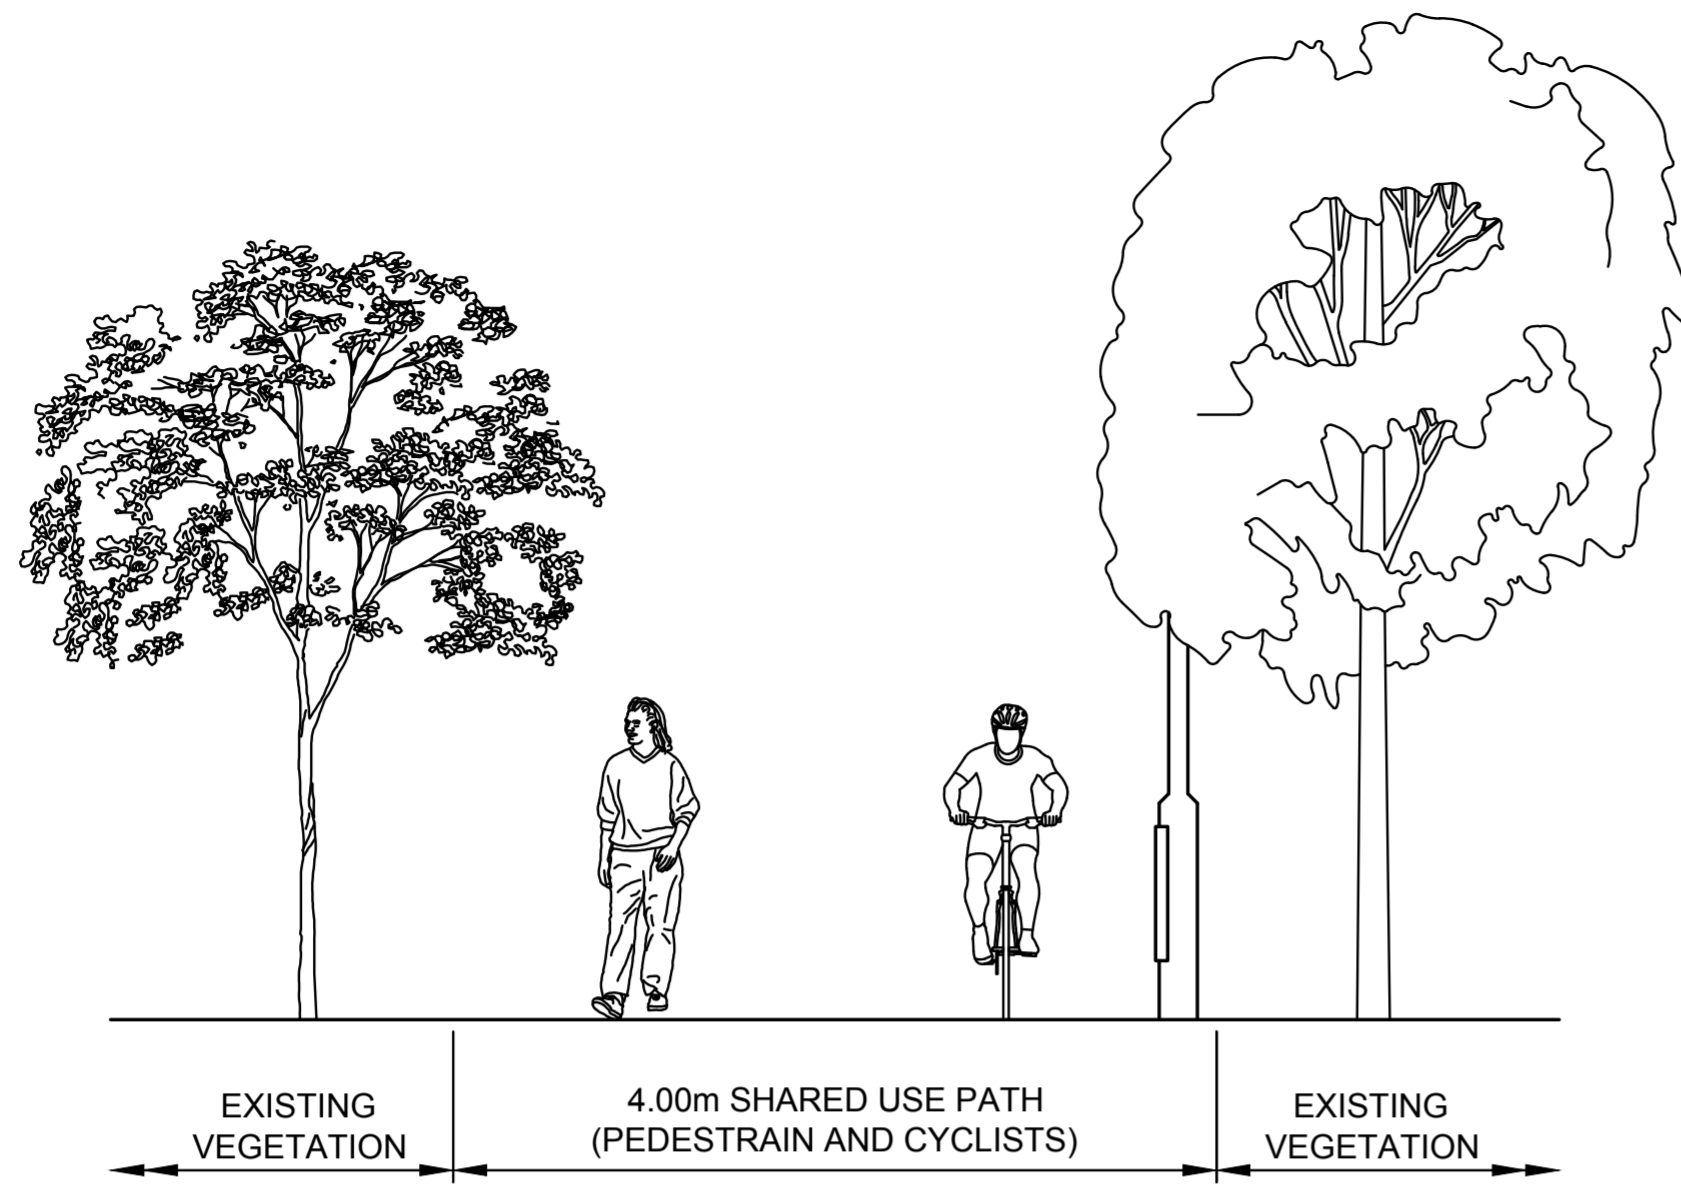 EXISTING
VEGETATION
4.00m SHARED USE PATH
(PEDESTRAIN AND CYCLISTS)
EXISTING
VEGETATION